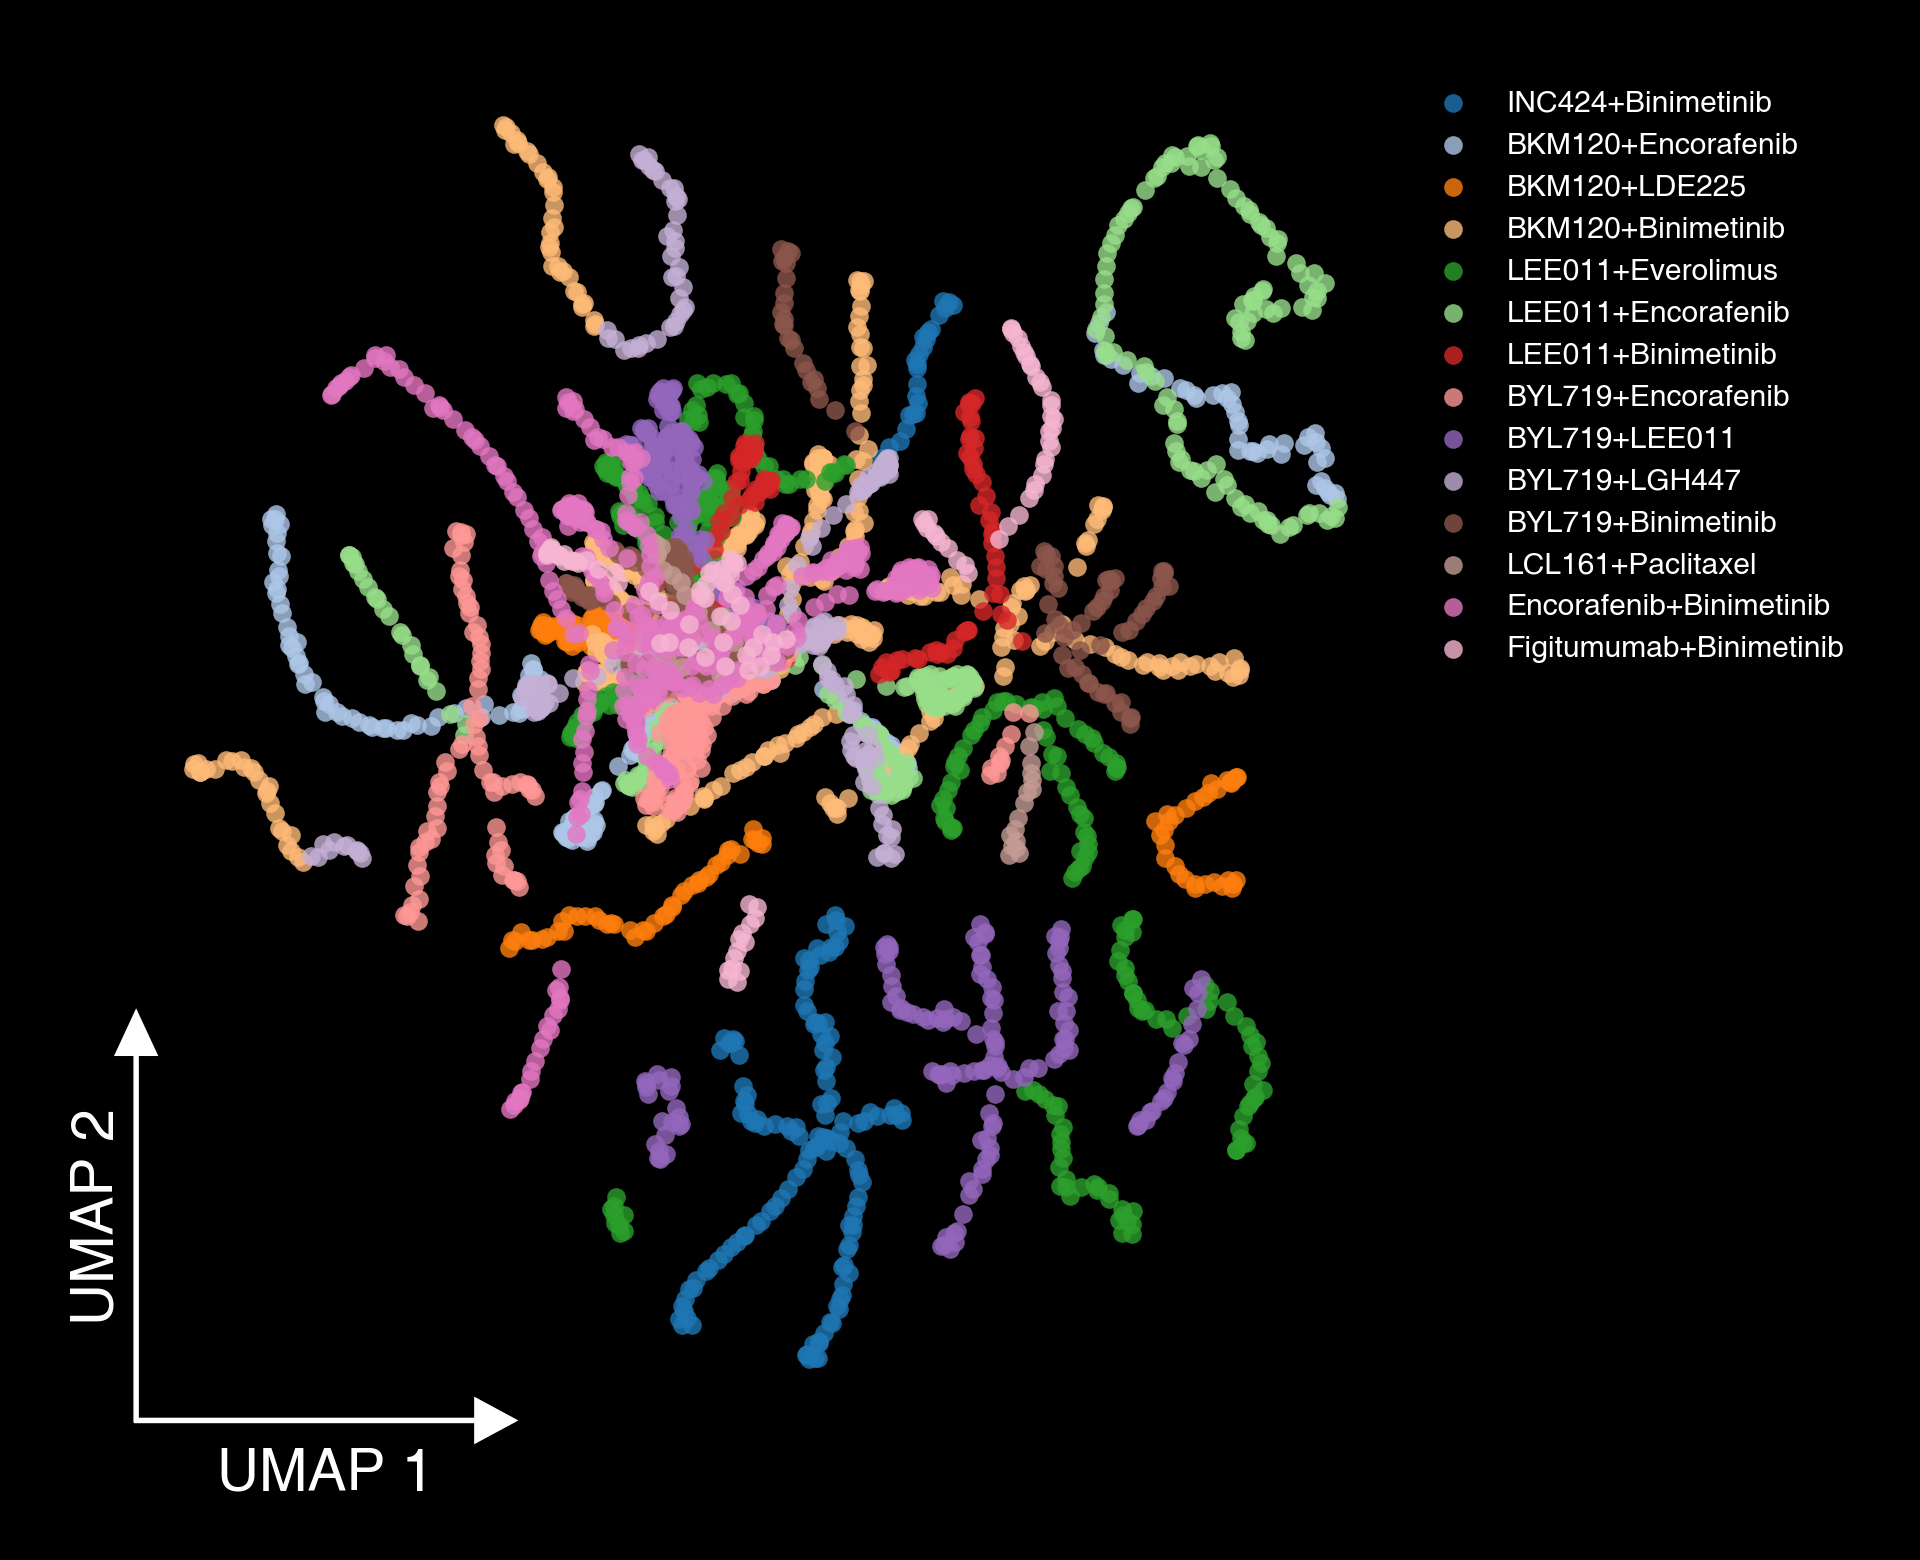 INC424+Binimetinib
BKM120+Encorafenib
BKM120+LDE225
BKM120+Binimetinib
LEE011+Everolimus
LEE011+Encorafenib
LEE011+Binimetinib
BYL719+Encorafenib
BYL719+LEE011
BYL719+LGH447
BYL719+Binimetinib
LCL161+Paclitaxel
Encorafenib+Binimetinib
Figitumumab+Binimetinib
UMAP 2
UMAP 1